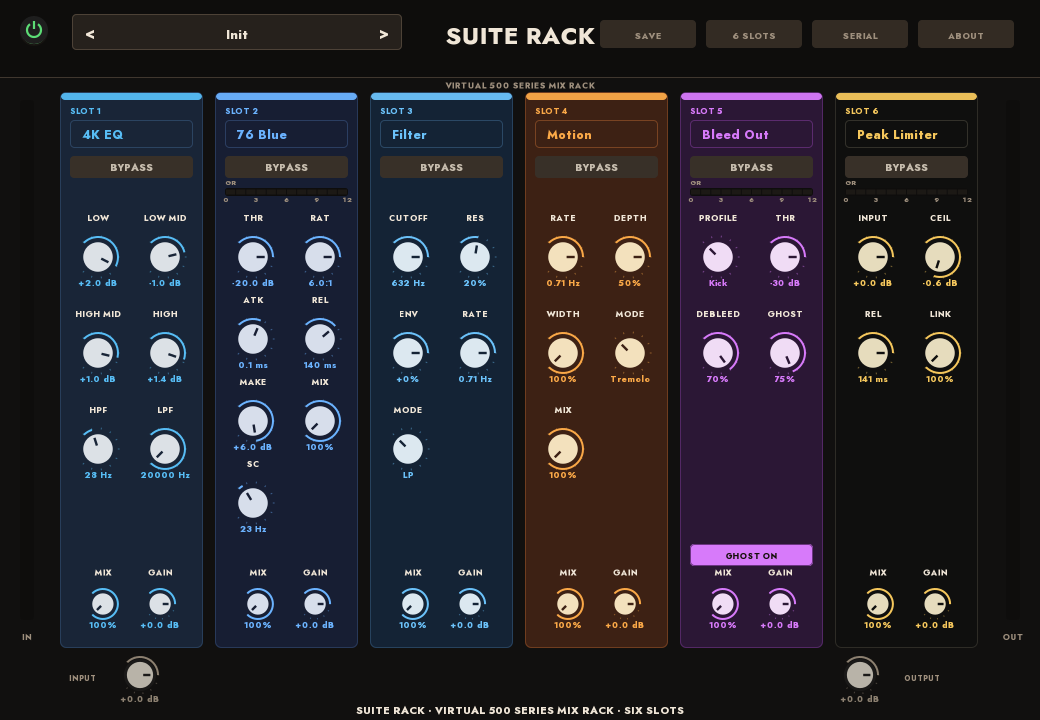 < Init >
SUITE RACK
SAVE
6 SLOTS
SERIAL
ABOUT
VIRTUAL 500 SERIES MIX RACK
SLOT 1
4K EQ
BYPASS
LOW LOW MID
+2.0 dB -1.0 dB
HIGH MID HIGH
+1.0 dB +1.4 dB
HPF LPF
28 Hz 20000 Hz
MIX GAIN
100% +0.0 dB
SLOT 2
76 Blue
BYPASS
GR
0 3 6 9 12
THR RAT
-20.0 dB 6.0:1
ATK REL
0.1 ms 140 ms
MAKE MIX
+6.0 dB 100%
SC
23 Hz
MIX GAIN
100% +0.0 dB
SLOT 3
Filter
BYPASS
CUTOFF RES
632 Hz 20%
ENV RATE
+0% 0.71 Hz
MODE
LP
MIX GAIN
100% +0.0 dB
SLOT 4
Motion
BYPASS
RATE DEPTH
0.71 Hz 50%
WIDTH MODE
100% Tremolo
MIX
100%
MIX GAIN
100% +0.0 dB
SLOT 5
Bleed Out
BYPASS
GR
0 3 6 9 12
PROFILE THR
Kick -30 dB
DEBLEED GHOST
70% 75%
GHOST ON
MIX GAIN
100% +0.0 dB
SLOT 6
Peak Limiter
BYPASS
GR
0 3 6 9 12
INPUT CEIL
+0.0 dB -0.6 dB
REL LINK
141 ms 100%
MIX GAIN
100% +0.0 dB
IN
OUT
INPUT
+0.0 dB
OUTPUT
+0.0 dB
SUITE RACK · VIRTUAL 500 SERIES MIX RACK · SIX SLOTS